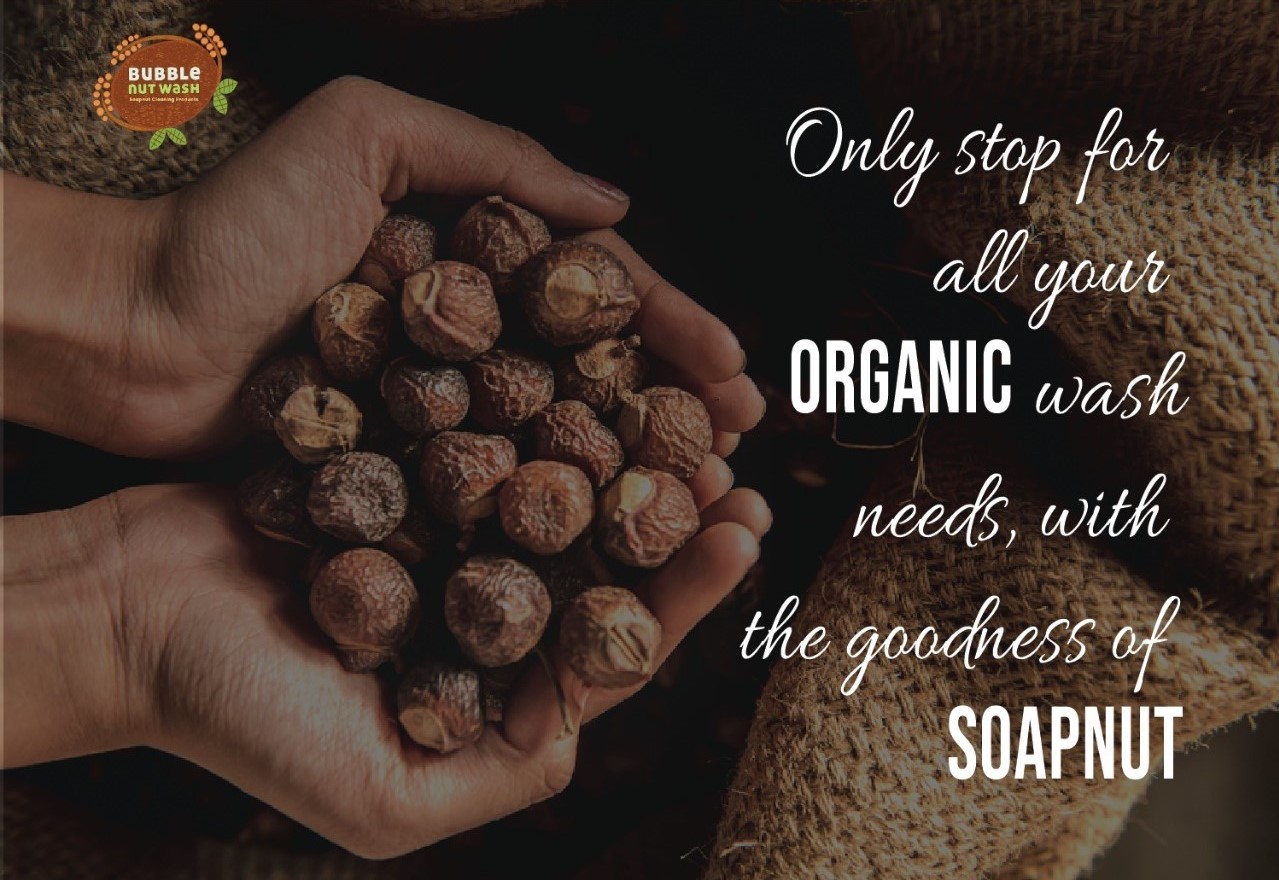 BUBBLe
NUT WASH
Soapnut Cleaning Products
Only stop for
all your
ORGANIC wash
needs, with
the goodness of
SOAPNUT